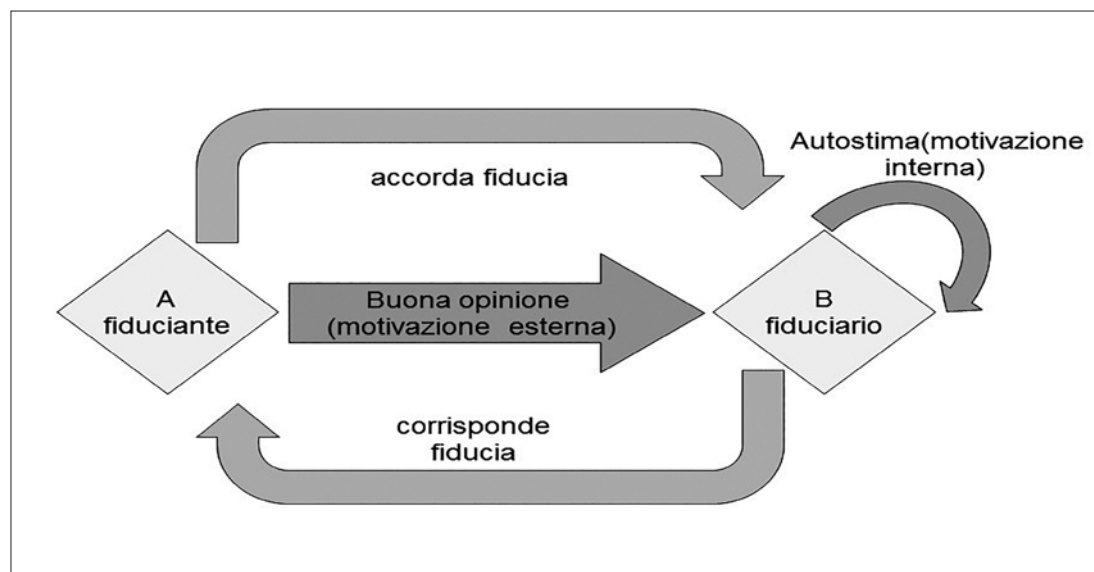 accorda fiducia
Autostima(motivazione
interna)
A
fiduciante
Buona opinione
(motivazione esterna)
B
fiduciario
corrisponde
fiducia